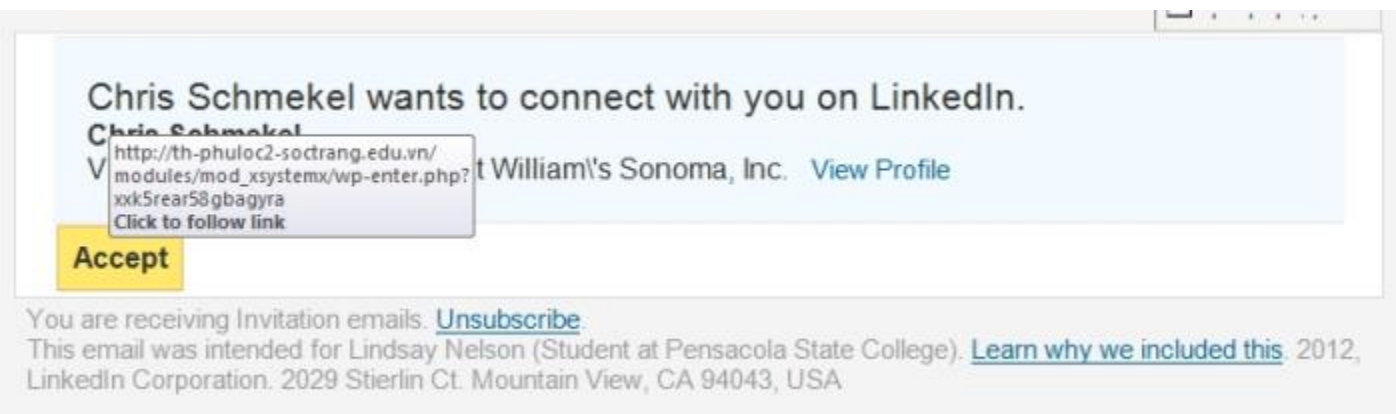 Chris Schmekel wants to connect with you on LinkedIn.
Chris Schmekel
V t William\'s Sonoma, Inc. View Profile
http://th-phuloc2-soctrang.edu.vn/
modules/mod_xsystemx/wp-enter.php?
xxk5rear58gbagyra
Click to follow link
Accept
You are receiving Invitation emails. Unsubscribe.
This email was intended for Lindsay Nelson (Student at Pensacola State College). Learn why we included this. 2012,
LinkedIn Corporation. 2029 Stierlin Ct. Mountain View, CA 94043, USA